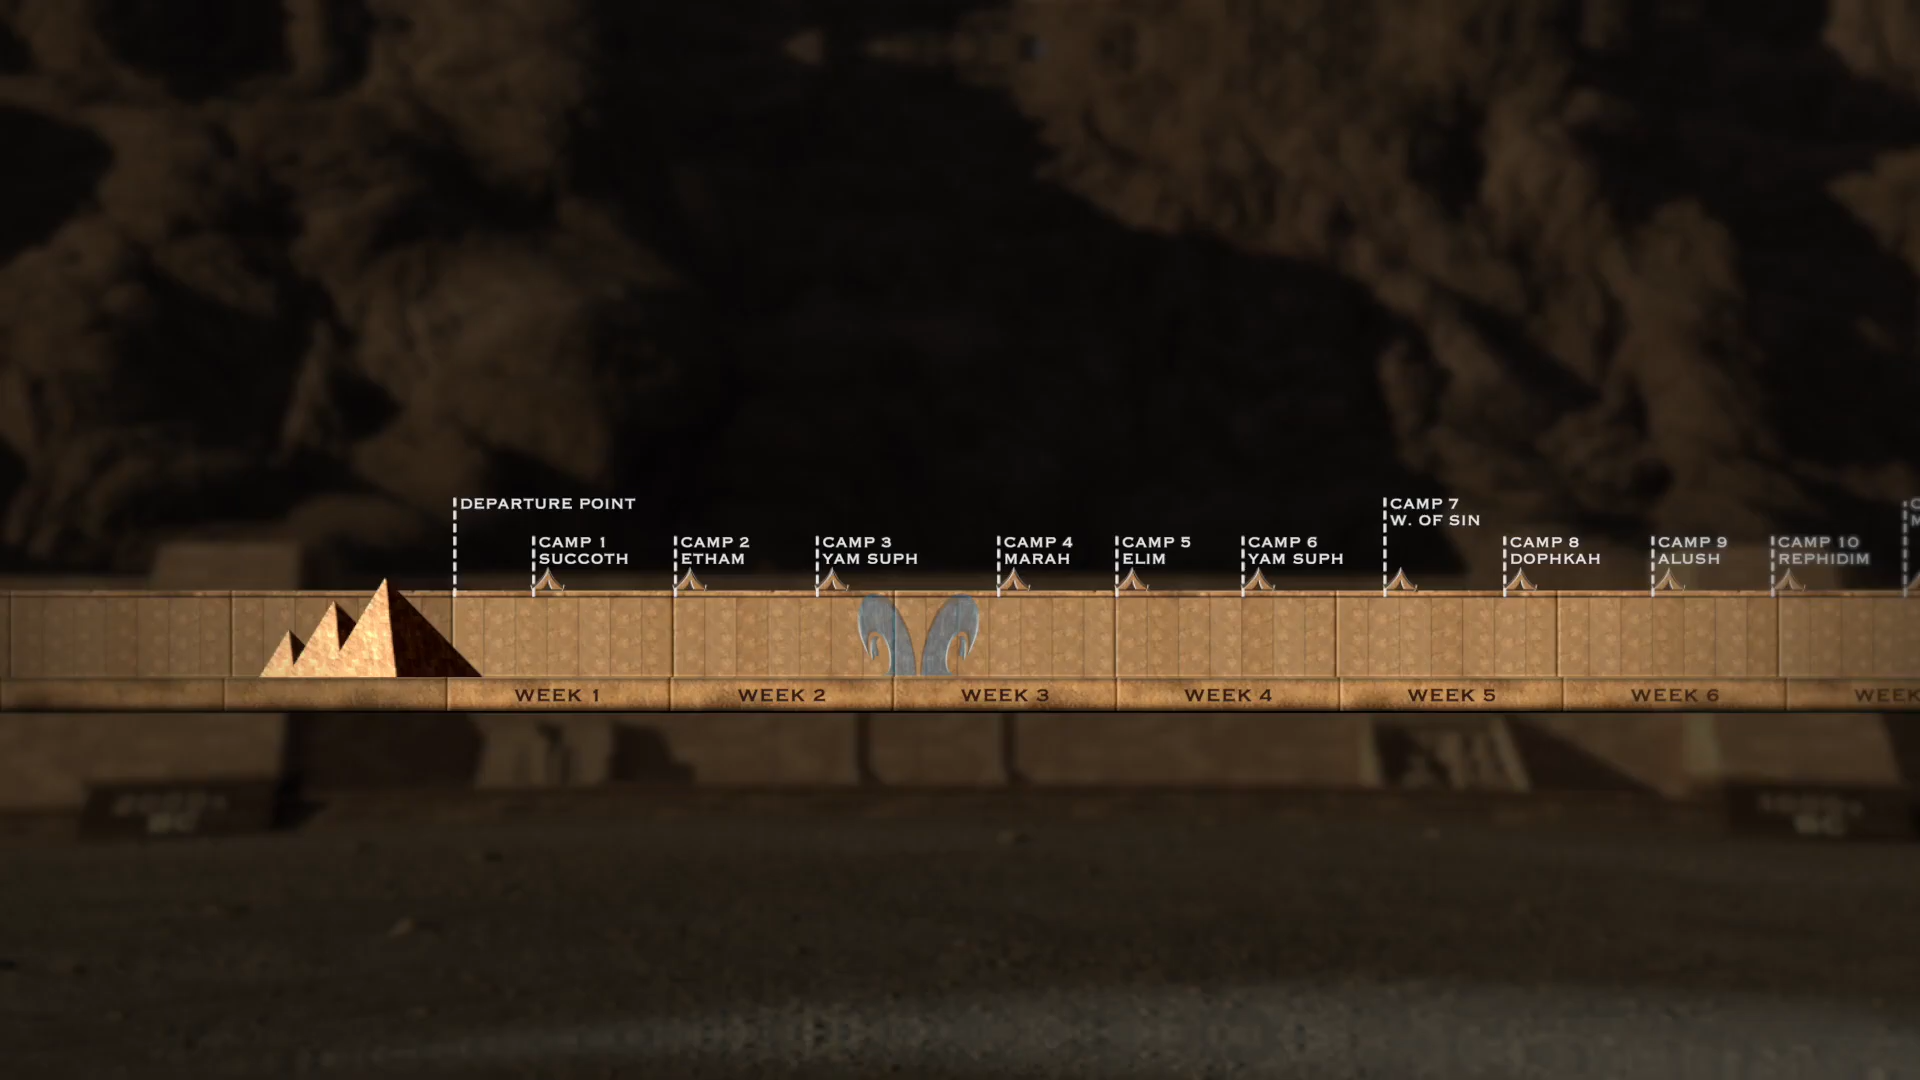 DEPARTURE POINT
CAMP 1
SUCCOTH
CAMP 2
ETHAM
CAMP 3
YAM SUPH
CAMP 4
MARAH
CAMP 5
ELIM
CAMP 6
YAM SUPH
CAMP 7
W. OF SIN
CAMP 8
DOPHKAH
CAMP 9
ALUSH
CAMP 10
REPHIDIM
WEEK 1
WEEK 2
WEEK 3
WEEK 4
WEEK 5
WEEK 6
WEEK